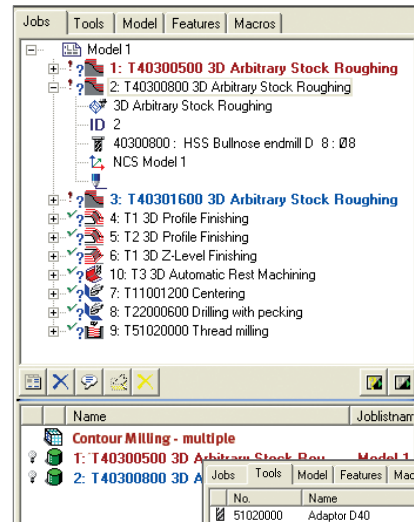 Jobs Tools Model Features Macros
Model 1
1: T40300500 3D Arbitrary Stock Roughing
2: T40300800 3D Arbitrary Stock Roughing
3D Arbitrary Stock Roughing
ID 2
40300800 : HSS Bullnose endmill D 8 : Ø8
NCS Model 1
3: T40301600 3D Arbitrary Stock Roughing
4: T1 3D Profile Finishing
5: T2 3D Profile Finishing
6: T1 3D Z-Level Finishing
10: T3 3D Automatic Rest Machining
7: T11001200 Centering
8: T22000600 Drilling with pecking
9: T51020000 Thread milling
Name Joblistnam
Contour Milling - multiple
1: T40300500 3D Arbitrary Stock Rou Model 1
2: T40300800 3D A
Jobs Tools Model Features Mac
No. Name
51020000 Adaptor D40